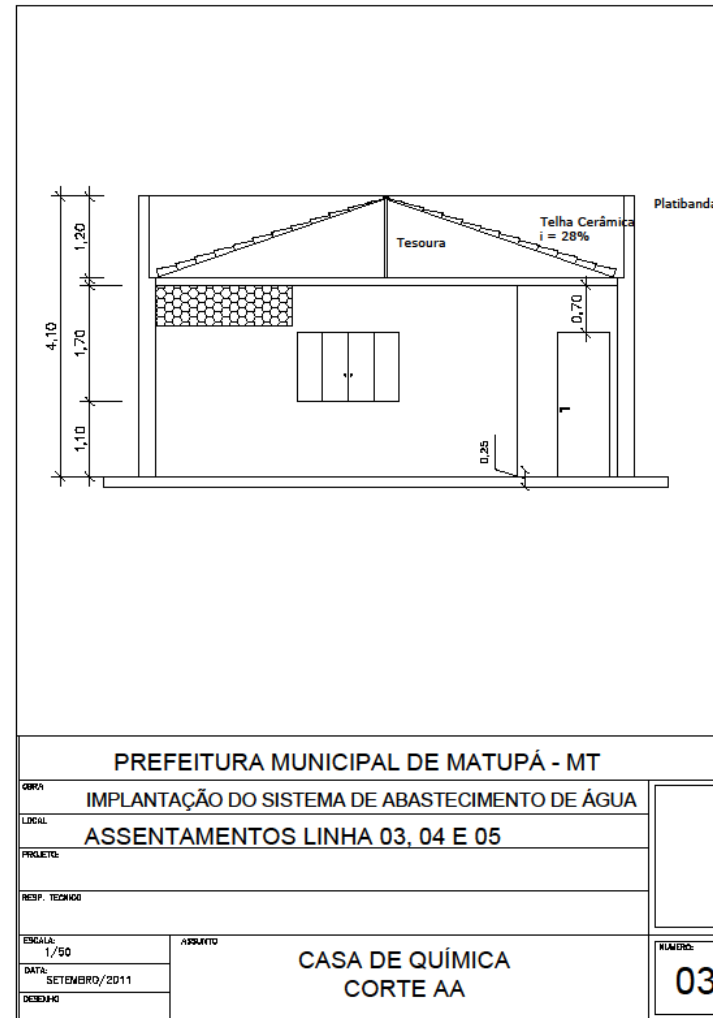 Platibanda
Telha Cerâmica
i = 28%
Tesoura
1,20
0,70
4,10
1,70
1,10
0,25
PREFEITURA MUNICIPAL DE MATUPÁ - MT
OBRA
IMPLANTAÇÃO DO SISTEMA DE ABASTECIMENTO DE ÁGUA
LOCAL
ASSENTAMENTOS LINHA 03, 04 E 05
PROJETO:
RESP. TECNICO
ESCALA:
1/50
DATA:
SETEMBRO/2011
DESENHO
ASSUNTO
CASA DE QUÍMICA
CORTE AA
NUMERO:
03